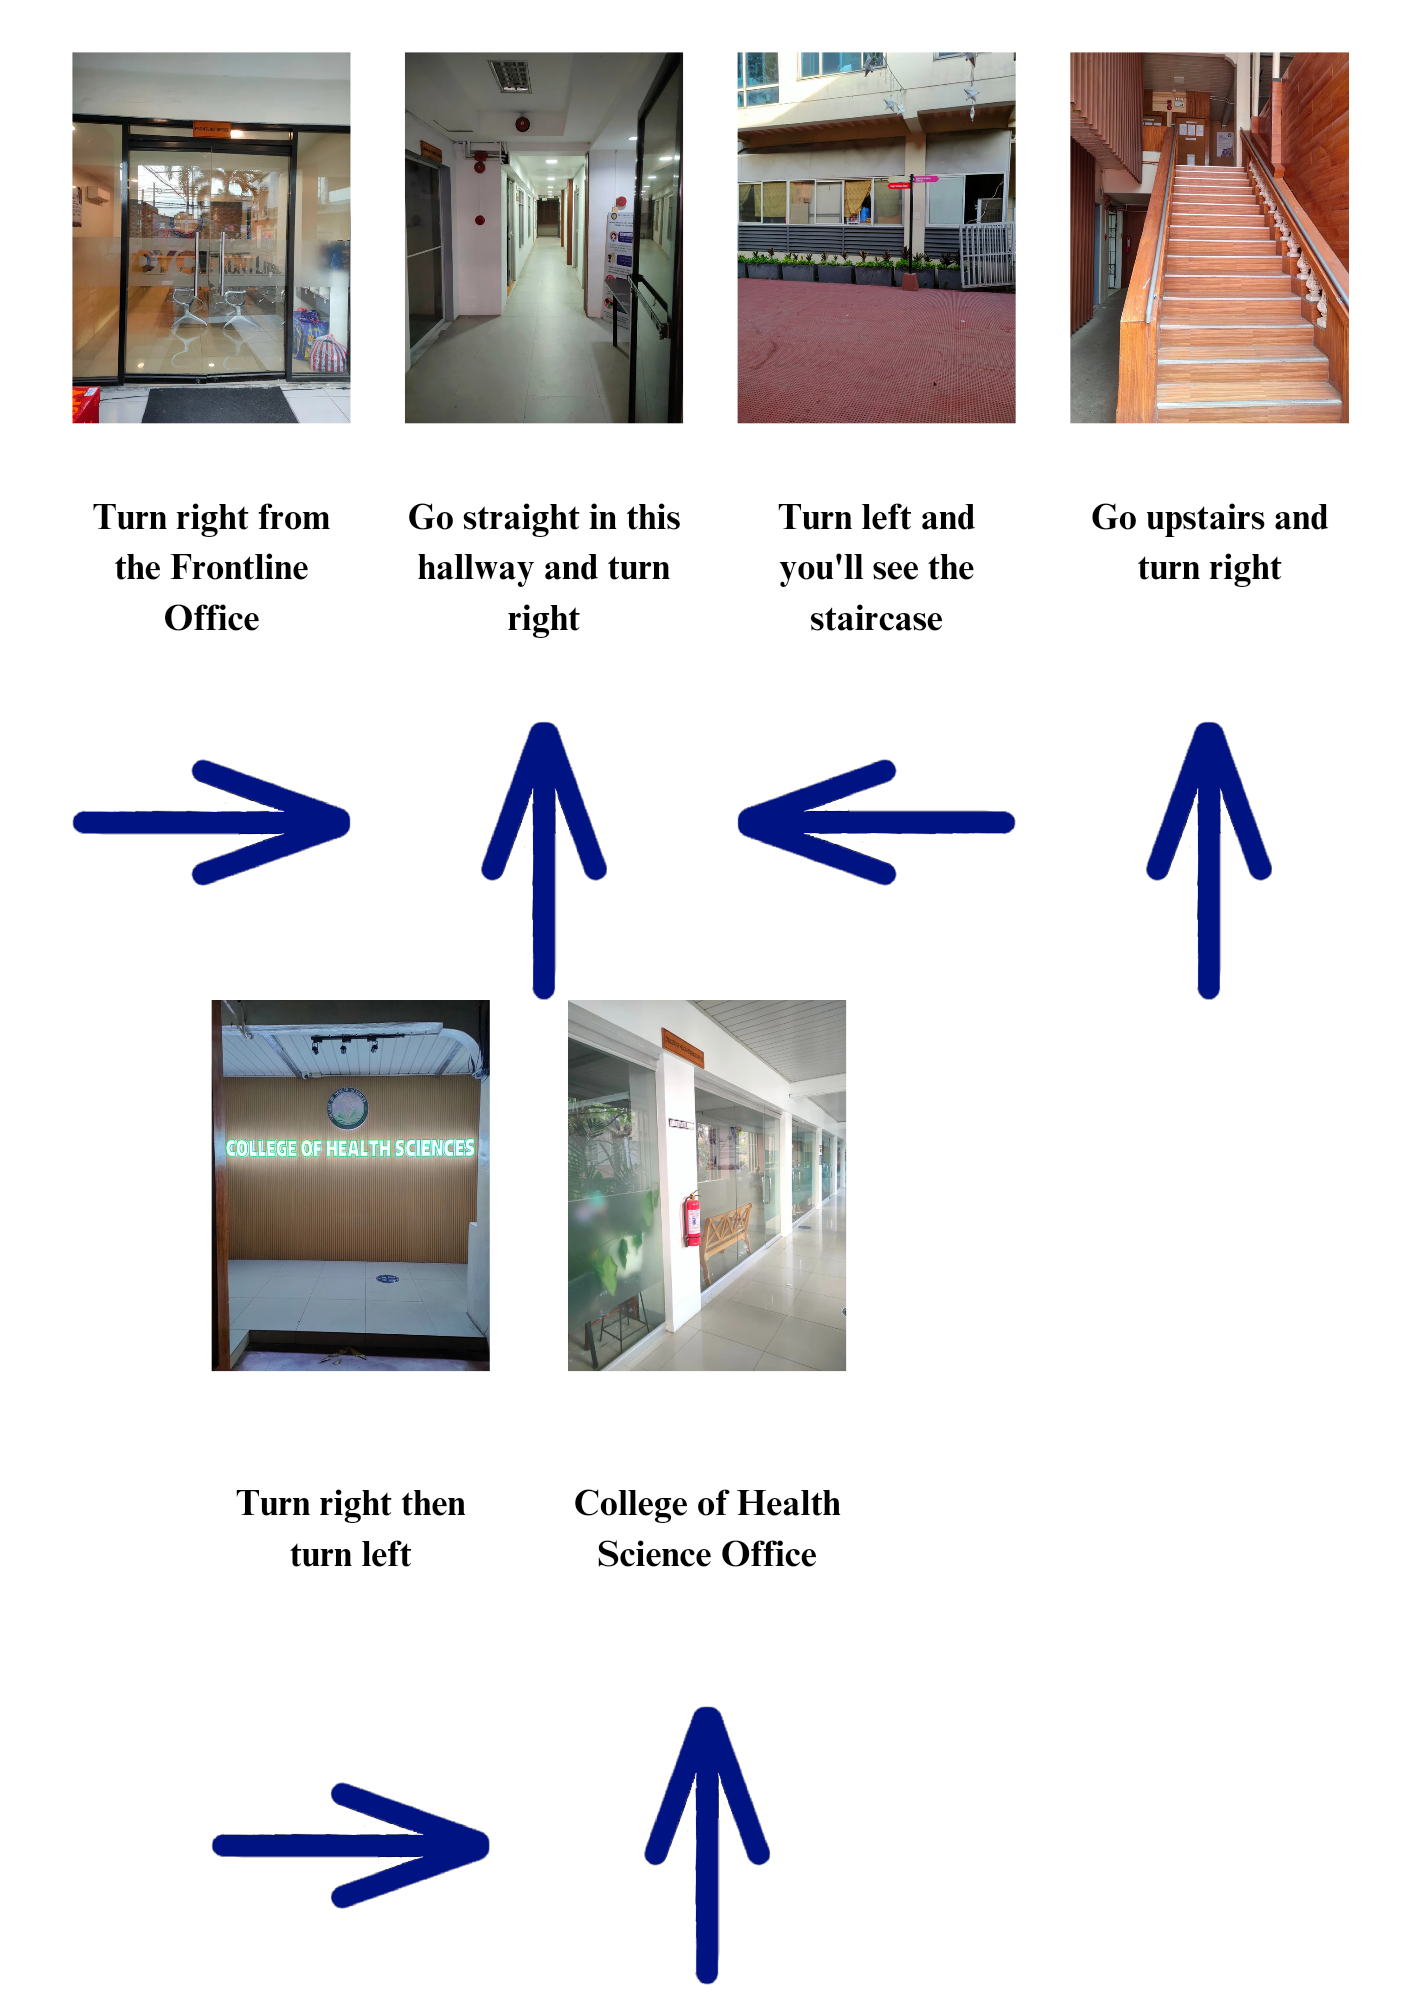 Turn right from
the Frontline
Office
Go straight in this
hallway and turn
right
Turn left and
you'll see the
staircase
Go upstairs and
turn right
COLLEGE OF HEALTH SCIENCES
Turn right then
turn left
College of Health
Science Office